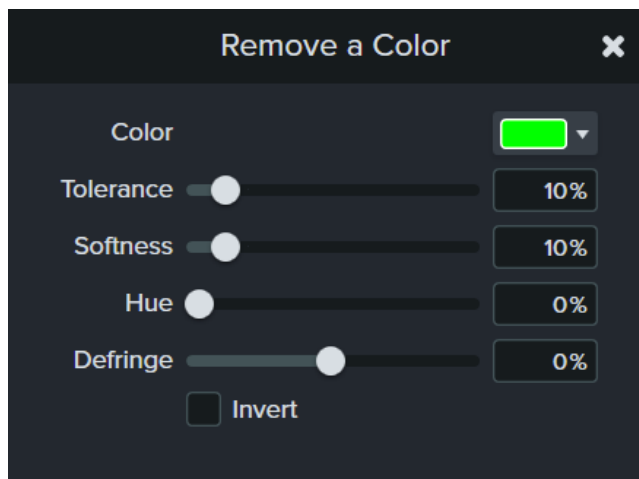 Remove a Color
Color
Tolerance 10%
Softness 10%
Hue 0%
Defringe 0%
Invert